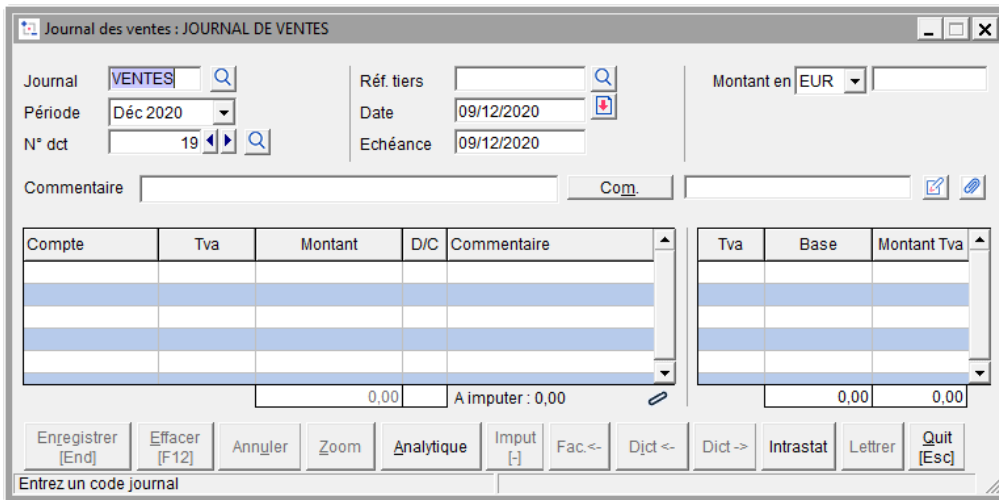 Journal des ventes : JOURNAL DE VENTES
Journal VENTES Réf. tiers Montant en EUR
Période Déc 2020 Date 09/12/2020
N° dct 19 Echéance 09/12/2020
Commentaire Com.
Compte Tva Montant D/C Commentaire Tva Base Montant Tva
0,00 A imputer : 0,00 0,00 0,00
Enregistrer [End] Effacer [F12] Annuler Zoom Analytique Imput [-] Fac.<- Dict <- Dict -> Intrastat Lettrer Quit [Esc]
Entrez un code journal